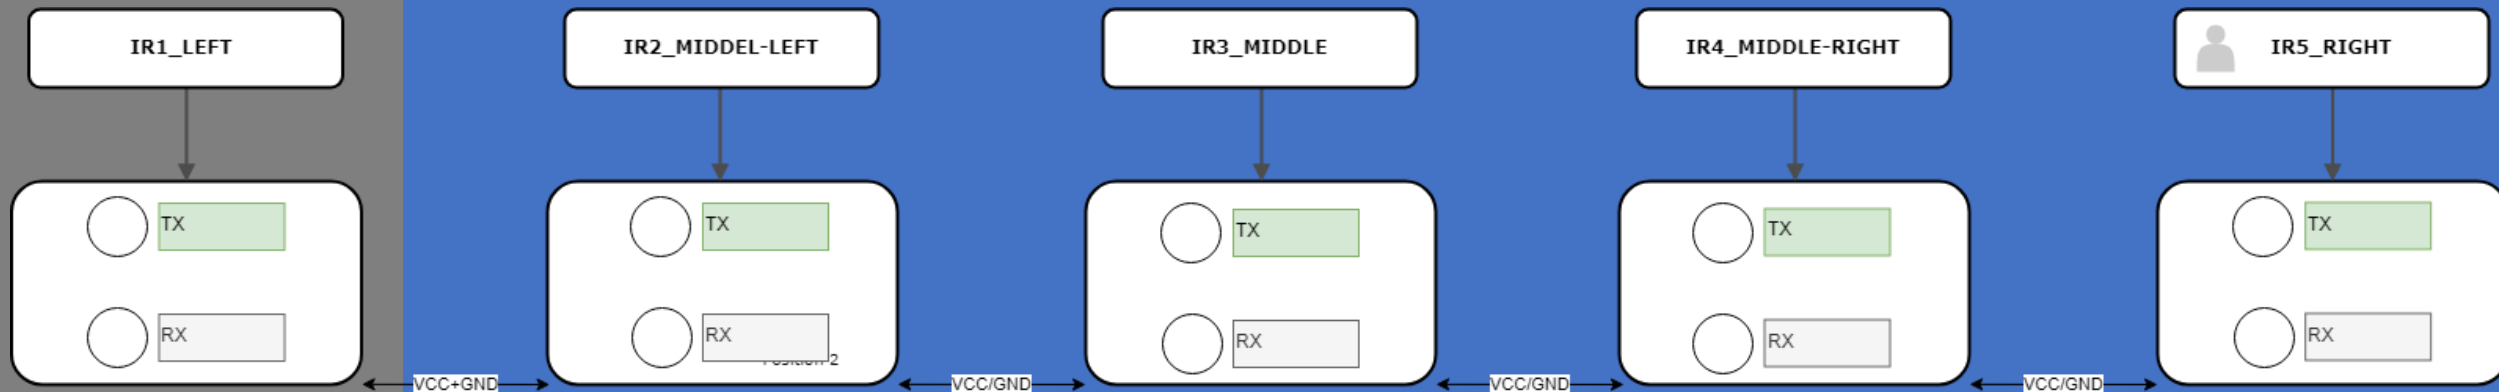 IR1_LEFT
IR2_MIDDEL-LEFT
IR3_MIDDLE
IR4_MIDDLE-RIGHT
IR5_RIGHT
TX
TX
TX
TX
TX
RX
RX
RX
RX
RX
VCC+GND
VCC/GND
VCC/GND
VCC/GND